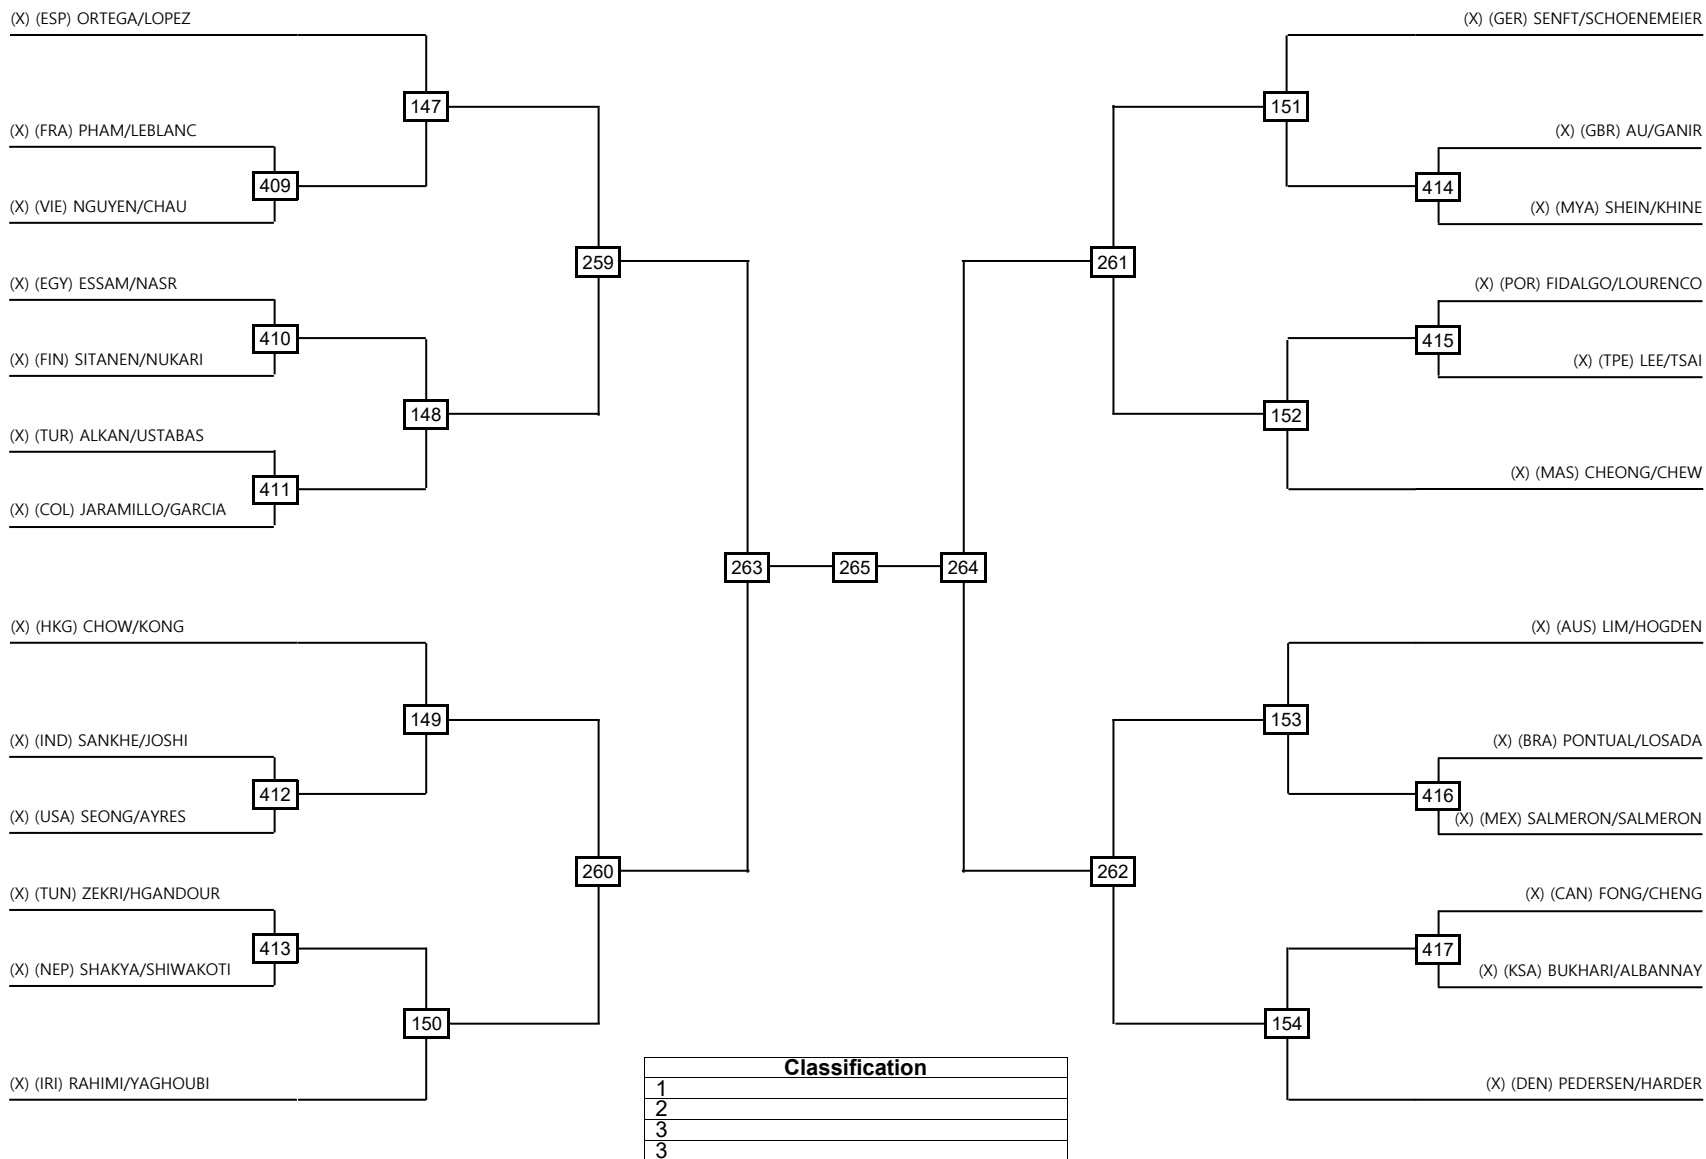 (X) (ESP) ORTEGA/LOPEZ
147
(X) (FRA) PHAM/LEBLANC
409
(X) (VIE) NGUYEN/CHAU
259
(X) (EGY) ESSAM/NASR
410
(X) (FIN) SITANEN/NUKARI
148
(X) (TUR) ALKAN/USTABAS
411
(X) (COL) JARAMILLO/GARCIA
263
265
264
(X) (HKG) CHOW/KONG
149
(X) (IND) SANKHE/JOSHI
412
(X) (USA) SEONG/AYRES
260
(X) (TUN) ZEKRI/HGANDOUR
413
(X) (NEP) SHAKYA/SHIWAKOTI
150
(X) (IRI) RAHIMI/YAGHOUBI
(X) (GER) SENFT/SCHOENEMEIER
151
(X) (GBR) AU/GANIR
414
(X) (MYA) SHEIN/KHINE
261
(X) (POR) FIDALGO/LOURENCO
415
(X) (TPE) LEE/TSAI
152
(X) (MAS) CHEONG/CHEW
(X) (AUS) LIM/HOGDEN
153
(X) (BRA) PONTUAL/LOSADA
416
(X) (MEX) SALMERON/SALMERON
262
(X) (CAN) FONG/CHENG
417
(X) (KSA) BUKHARI/ALBANNAY
154
(X) (DEN) PEDERSEN/HARDER
Classification
1
2
3
3